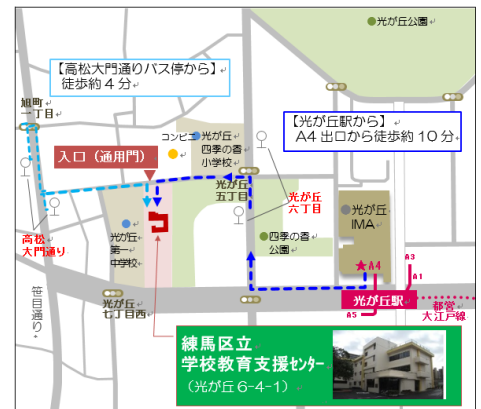 光が丘公園
【高松大門通りバス停から】
徒歩約4分
旭町
一丁目
【光が丘駅から】
A4出口から徒歩約10分
コンビニ
光が丘
四季の香
小学校
入口（通用門）
光が丘
五丁目
光が丘
六丁目
光が丘
IMA
高松
大門通り
光が丘
第一
中学校
四季の香
公園
A4
A3
A1
笹目通り
光が丘
七丁目西
光が丘駅
A5
都営
大江戸線
練馬区立
学校教育支援センター
（光が丘6-4-1）